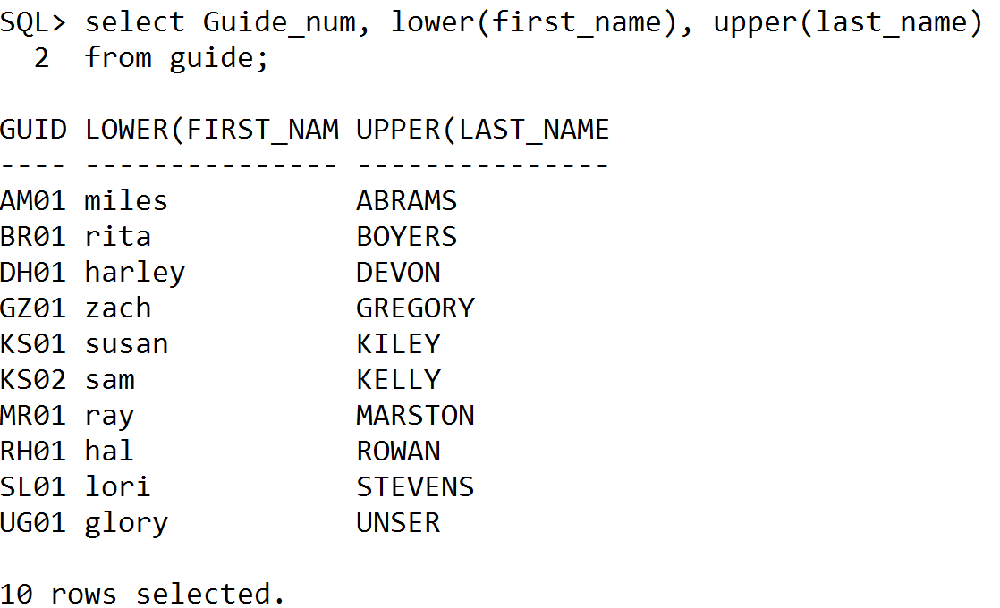 SQL> select Guide_num, lower(first_name), upper(last_name)
  2  from guide;

GUID LOWER(FIRST_NAM UPPER(LAST_NAME
---- --------------- ---------------
AM01 miles           ABRAMS
BR01 rita            BOYERS
DH01 harley          DEVON
GZ01 zach            GREGORY
KS01 susan           KILEY
KS02 sam             KELLY
MR01 ray             MARSTON
RH01 hal             ROWAN
SL01 lori            STEVENS
UG01 glory           UNSER

10 rows selected.